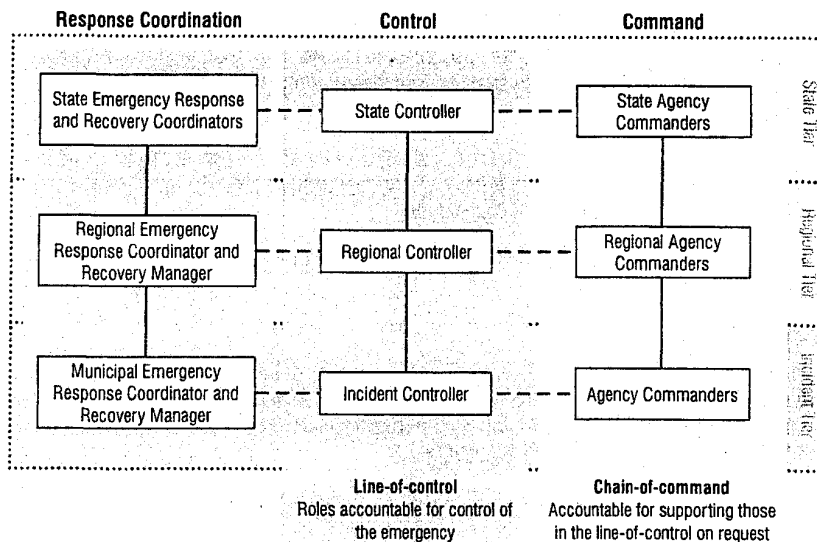 Response Coordination
Control
Command
State Emergency Response
and Recovery Coordinators
State Controller
State Agency
Commanders
State Tier
Regional Emergency
Response Coordinator and
Recovery Manager
Regional Controller
Regional Agency
Commanders
Regional Tier
Municipal Emergency
Response Coordinator and
Recovery Manager
Incident Controller
Agency Commanders
Incident Tier
Line-of-control
Roles accountable for control of
the emergency
Chain-of-command
Accountable for supporting those
in the line-of-control on request